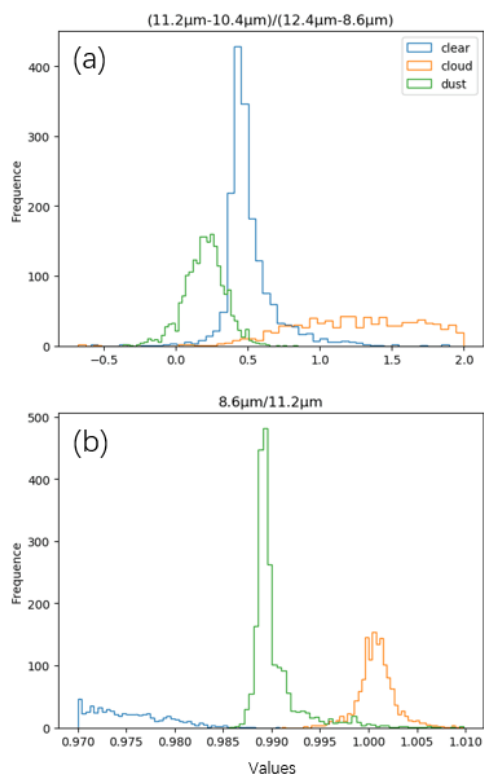 (11.2μm-10.4μm)/(12.4μm-8.6μm)
(a)
clear
cloud
dust
Frequence
400
300
200
100
0
−0.5 0.0 0.5 1.0 1.5 2.0
8.6μm/11.2μm
(b)
Frequence
500
400
300
200
100
0
0.970 0.975 0.980 0.985 0.990 0.995 1.000 1.005 1.010
Values